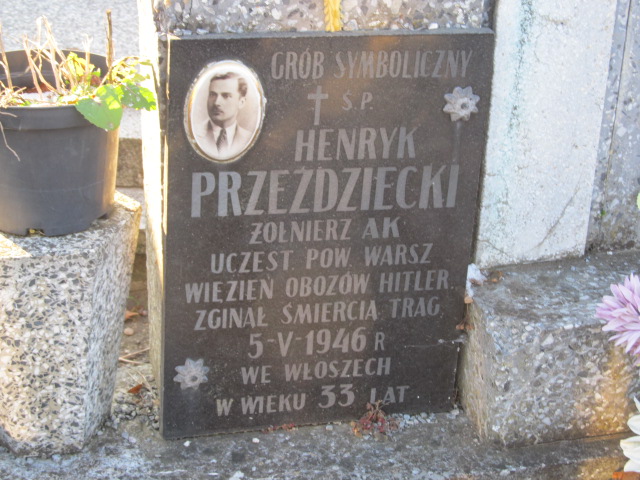 GRÓB SYMBOLICZNY
Ś.P.
HENRYK
PRZEŹDZIECKI
ŻOŁNIERZ AK
UCZEST. POW. WARSZ
WIĘZIEŃ OBOZÓW HITLER.
ZGINĄŁ ŚMIERCIĄ TRAG.
5-V-1946 R
WE WŁOSZECH
W WIEKU 33 LAT